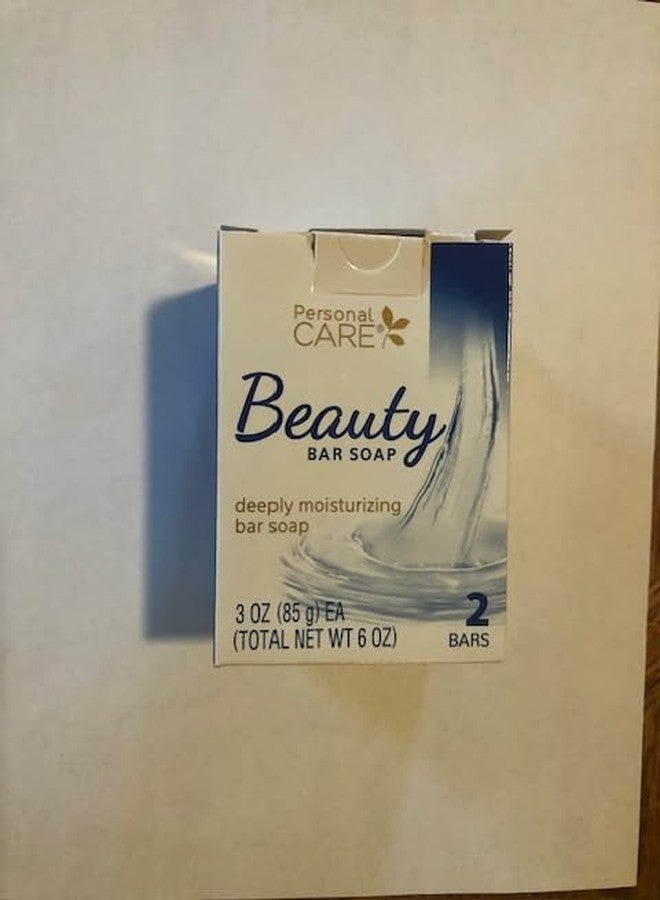 Personal
CARE®
Beauty
BAR SOAP
deeply moisturizing
bar soap
3 OZ (85 g) EA
(TOTAL NET WT 6 OZ)
2
BARS